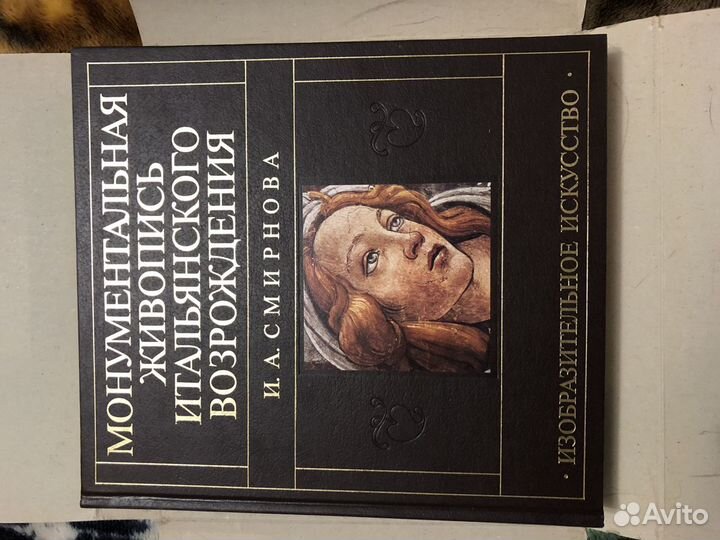 МОНУМЕНТАЛЬНАЯ
ЖИВОПИСЬ
ИТАЛЬЯНСКОГО
ВОЗРОЖДЕНИЯ
И. А. СМИРНОВА
· ИЗОБРАЗИТЕЛЬНОЕ ИСКУССТВО ·
Avito